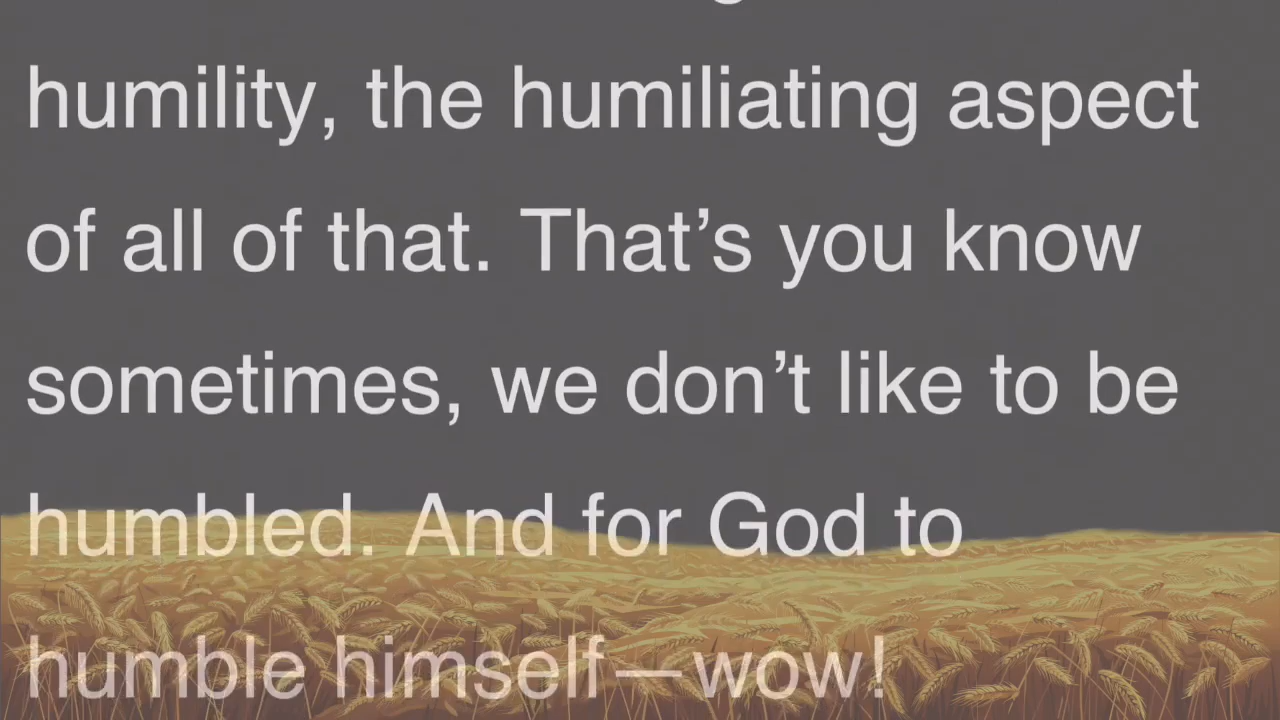 humility, the humiliating aspect
of all of that. That’s you know
sometimes, we don’t like to be
humbled. And for God to
humble himself—wow!